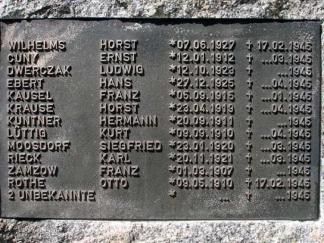 WILHELMS HORST *07.06.1927 †17.02.1945
CUNY ERNST *12.01.1912 †...03.1945
DWERCZAK LUDWIG *12.10.1923 †....1945
EBERT HANS *27.12.1925 †....04.1945
KAUSEL FRANZ *05.09.1900 †....01.1945
KRAUSE HORST *23.04.1919 †....04.1945
KUNTNER HERMANN *20.09.1911 †....1945
LÜTTIG KURT *09.09.1910 †...04.1945
MOOSDORF SIEGFRIED *23.01.1920 †...03.1945
RIECK KARL *20.11.1921 †...03.1945
ZAMZOW FRANZ *01.03.1907 †....1945
ROTHE OTTO *09.05.1910 †17.02.1945
2 UNBEKANNTE * ... †....1945